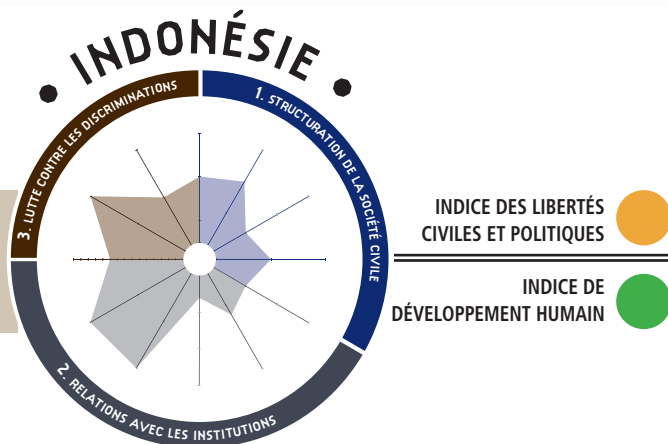 INDONÉSIE
1. STRUCTURATION DE LA SOCIÉTÉ CIVILE
2. RELATIONS AVEC LES INSTITUTIONS
3. LUTTE CONTRE LES DISCRIMINATIONS
INDICE DES LIBERTÉS
CIVILES ET POLITIQUES
INDICE DE
DÉVELOPPEMENT HUMAIN